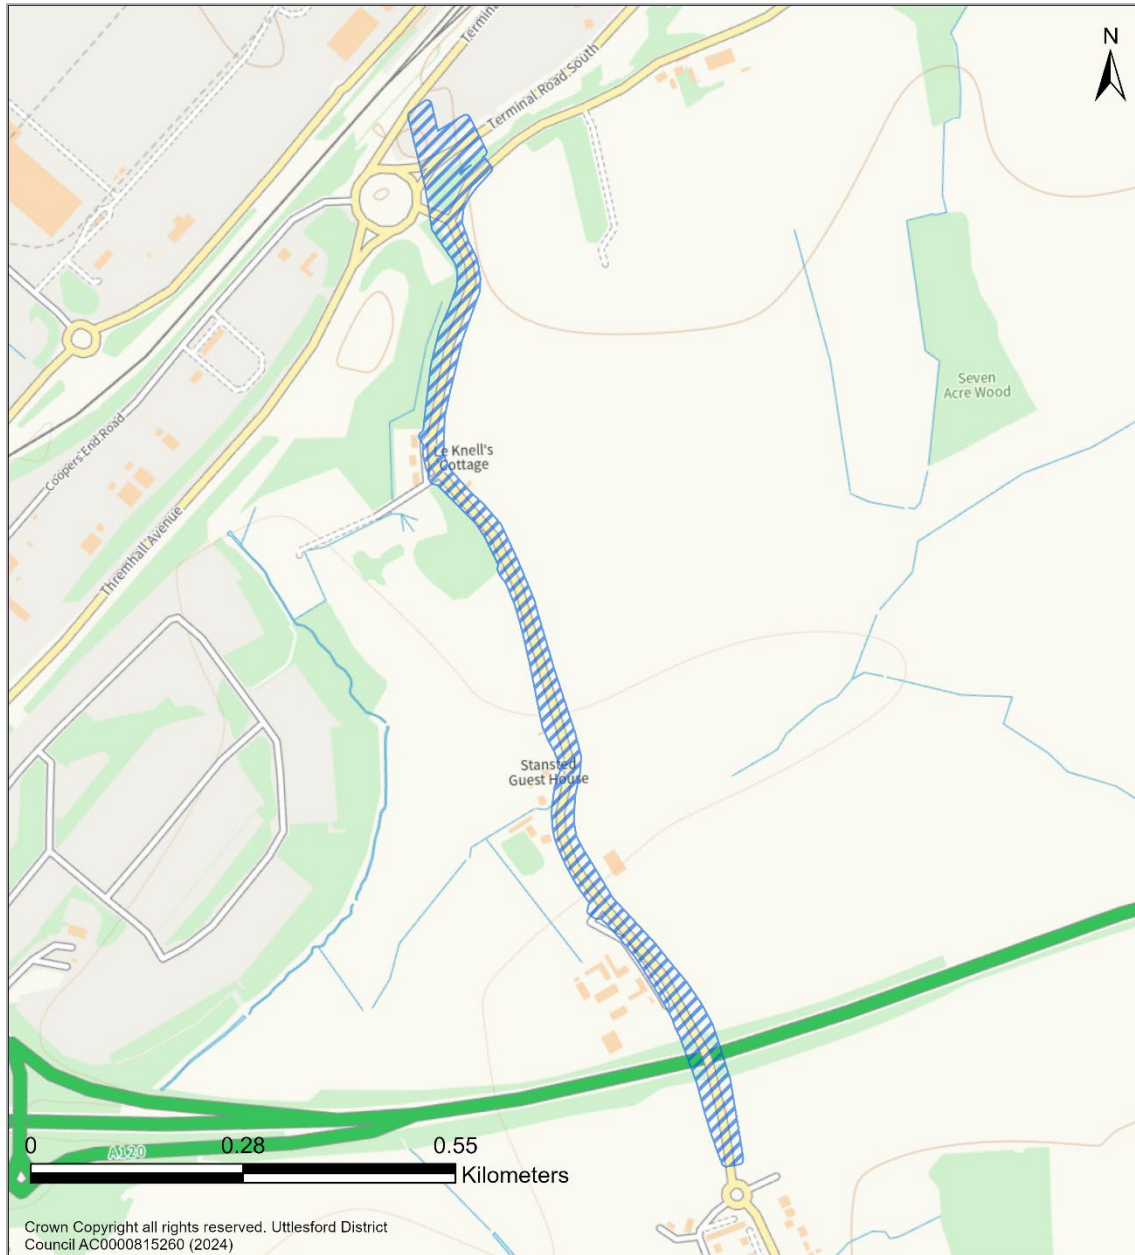 N
Termina
Terminal Road South
Seven
Acre Wood
Le Knell's
Cottage
Coopers End Road
Thremhall Avenue
Stansted
Guest House
A120
0 0.28 0.55
Kilometers
Crown Copyright all rights reserved. Uttlesford District
Council AC0000815260 (2024)